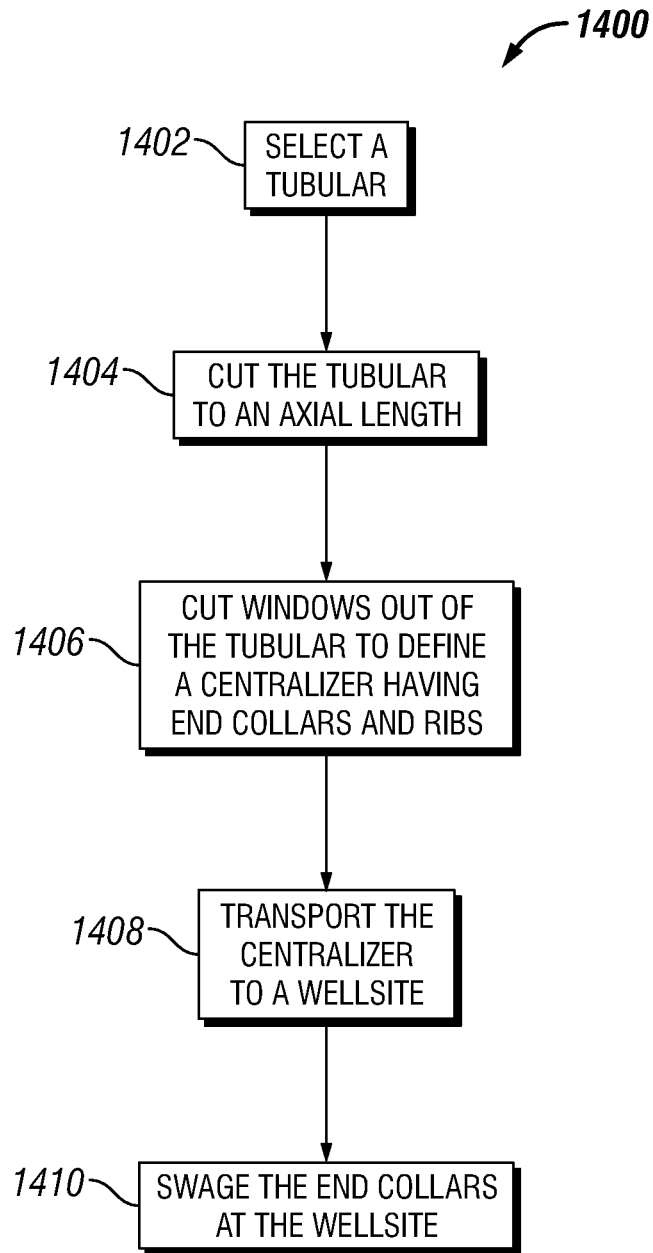 1400
1402
SELECT A
TUBULAR
1404
CUT THE TUBULAR
TO AN AXIAL LENGTH
1406
CUT WINDOWS OUT OF
THE TUBULAR TO DEFINE
A CENTRALIZER HAVING
END COLLARS AND RIBS
1408
TRANSPORT THE
CENTRALIZER
TO A WELLSITE
1410
SWAGE THE END COLLARS
AT THE WELLSITE